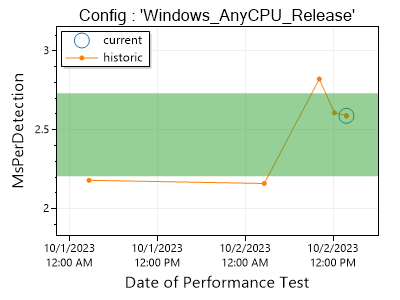 Config : 'Windows_AnyCPU_Release'
current
historic
MsPerDetection
3
2.5
2
10/1/2023
12:00 AM
10/1/2023
12:00 PM
10/2/2023
12:00 AM
10/2/2023
12:00 PM
Date of Performance Test